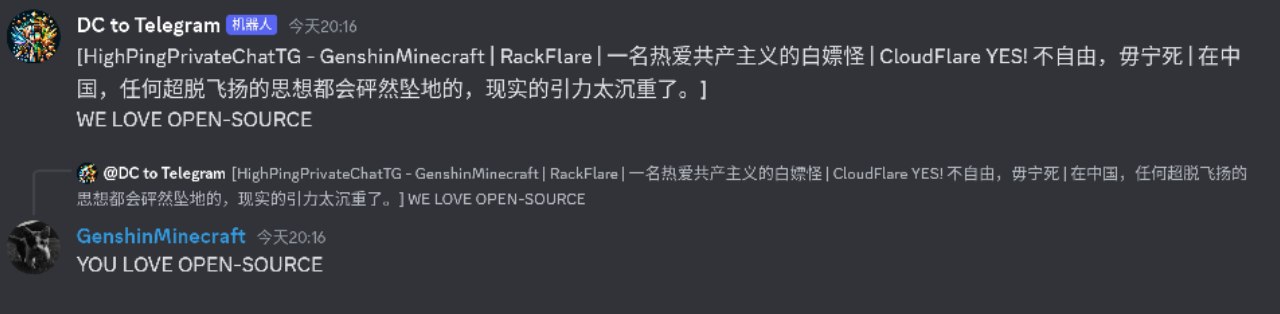 DC to Telegram 机器人 今天20:16
[HighPingPrivateChatTG - GenshinMinecraft | RackFlare | 一名热爱共产主义的白嫖怪 | CloudFlare YES! 不自由，毋宁死 | 在中
国，任何超脱飞扬的思想都会砰然坠地的，现实的引力太沉重了。]
WE LOVE OPEN-SOURCE
@DC to Telegram [HighPingPrivateChatTG - GenshinMinecraft | RackFlare | 一名热爱共产主义的白嫖怪 | CloudFlare YES! 不自由，毋宁死 | 在中国，任何超脱飞扬的
思想都会砰然坠地的，现实的引力太沉重了。] WE LOVE OPEN-SOURCE
GenshinMinecraft 今天20:16
YOU LOVE OPEN-SOURCE